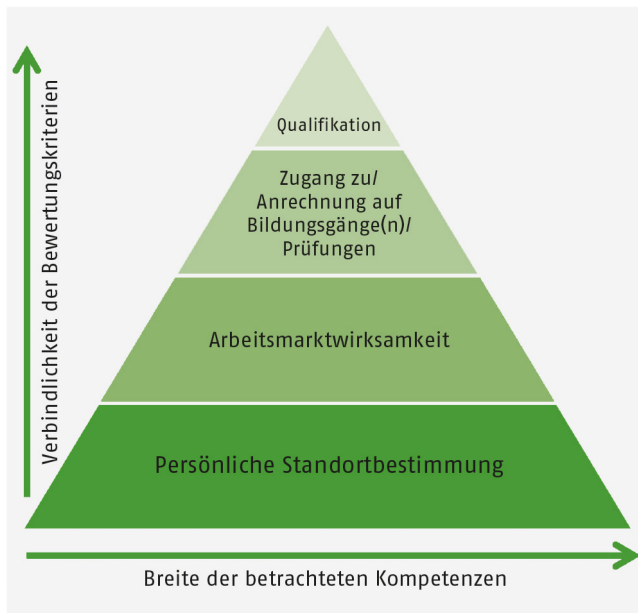 Verbindlichkeit der Bewertungskriterien
Qualifikation
Zugang zu/
Anrechnung auf
Bildungsgänge(n)/
Prüfungen
Arbeitsmarktwirksamkeit
Persönliche Standortbestimmung
Breite der betrachteten Kompetenzen